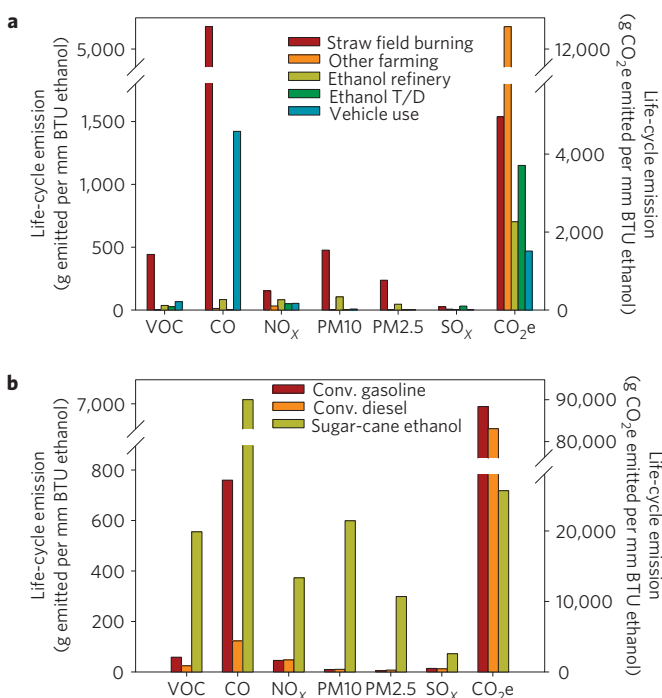 a
Life-cycle emission
(g emitted per mm BTU ethanol)
5,000
1,500
1,000
500
0
Straw field burning
Other farming
Ethanol refinery
Ethanol T/D
Vehicle use
12,000
4,000
2,000
0
Life-cycle emission
(g CO₂e emitted per mm BTU ethanol)
VOC CO NOₓ PM10 PM2.5 SOₓ CO₂e
b
Life-cycle emission
(g emitted per mm BTU ethanol)
7,000
800
600
400
200
0
Conv. gasoline
Conv. diesel
Sugar-cane ethanol
90,000
80,000
20,000
10,000
0
Life-cycle emission
(g CO₂e emitted per mm BTU ethanol)
VOC CO NOₓ PM10 PM2.5 SOₓ CO₂e